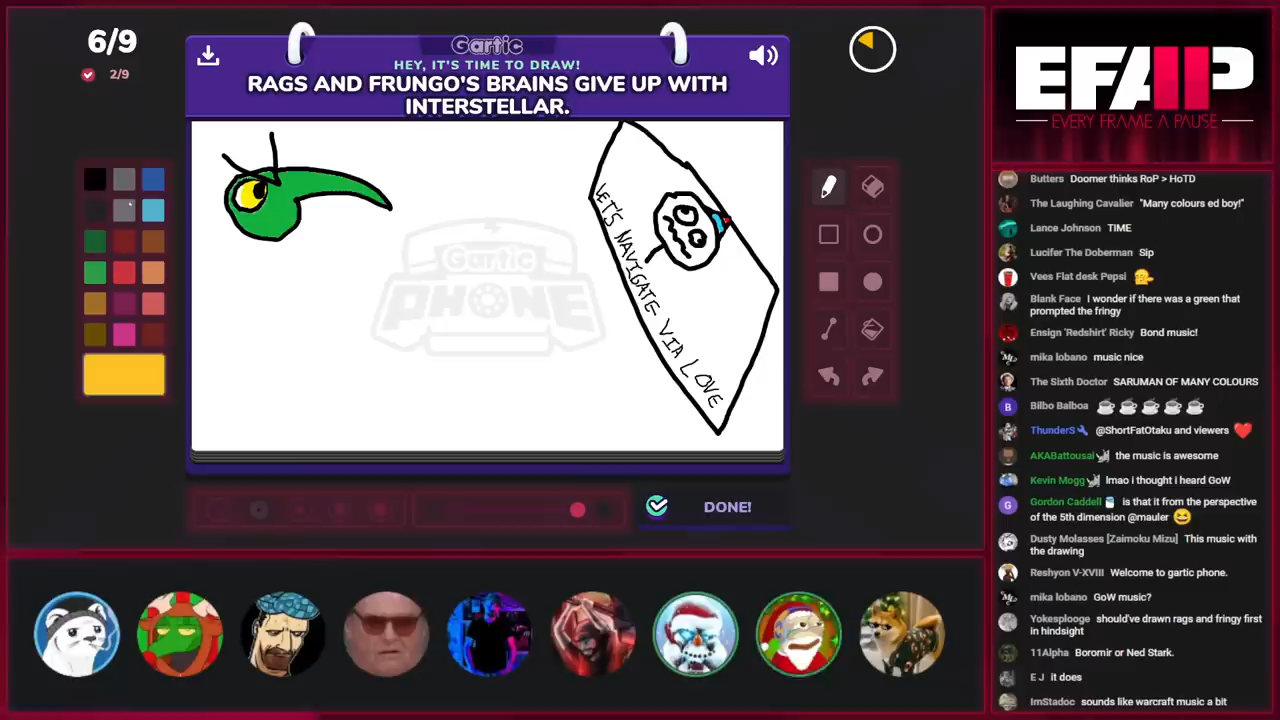 6/9
2/9
Gartic
HEY, IT'S TIME TO DRAW!
RAGS AND FRUNGO'S BRAINS GIVE UP WITH
INTERSTELLAR.
LET'S NAVIGATE VIA LOVE
Gartic
PHONE
DONE!
EFAP
EVERY FRAME A PAUSE
Butters Doomer thinks RoP > HoTD
The Laughing Cavalier "Many colours ed boy!"
Lance Johnson TIME
Lucifer The Doberman Sip
Vees Flat desk Pepsi
Blank Face I wonder if there was a green that
prompted the fringy
Ensign 'Redshirt' Ricky Bond music!
mika lobano music nice
The Sixth Doctor SARUMAN OF MANY COLOURS
Bilbo Balboa
ThunderS @ShortFatOtaku and viewers
AKABattousai the music is awesome
Kevin Mogg lmao i thought i heard GoW
Gordon Caddell is that it from the perspective
of the 5th dimension @mauler
Dusty Molasses [Zaimoku Mizu] This music with
the drawing
Reshyon V-XVIII Welcome to gartic phone.
mika lobano GoW music?
Yokesplooge should've drawn rags and fringy first
in hindsight
11Alpha Boromir or Ned Stark.
E J it does
ImStadoc sounds like warcraft music a bit